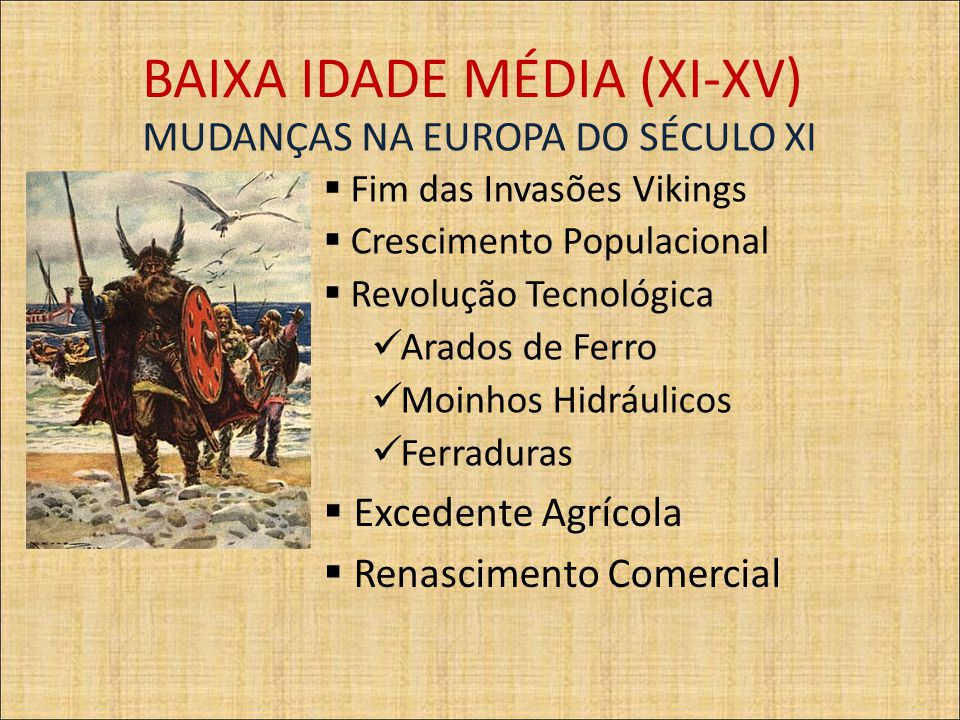 BAIXA IDADE MÉDIA (XI-XV)
MUDANÇAS NA EUROPA DO SÉCULO XI
▪ Fim das Invasões Vikings
▪ Crescimento Populacional
▪ Revolução Tecnológica
✓ Arados de Ferro
✓ Moinhos Hidráulicos
✓ Ferraduras
▪ Excedente Agrícola
▪ Renascimento Comercial